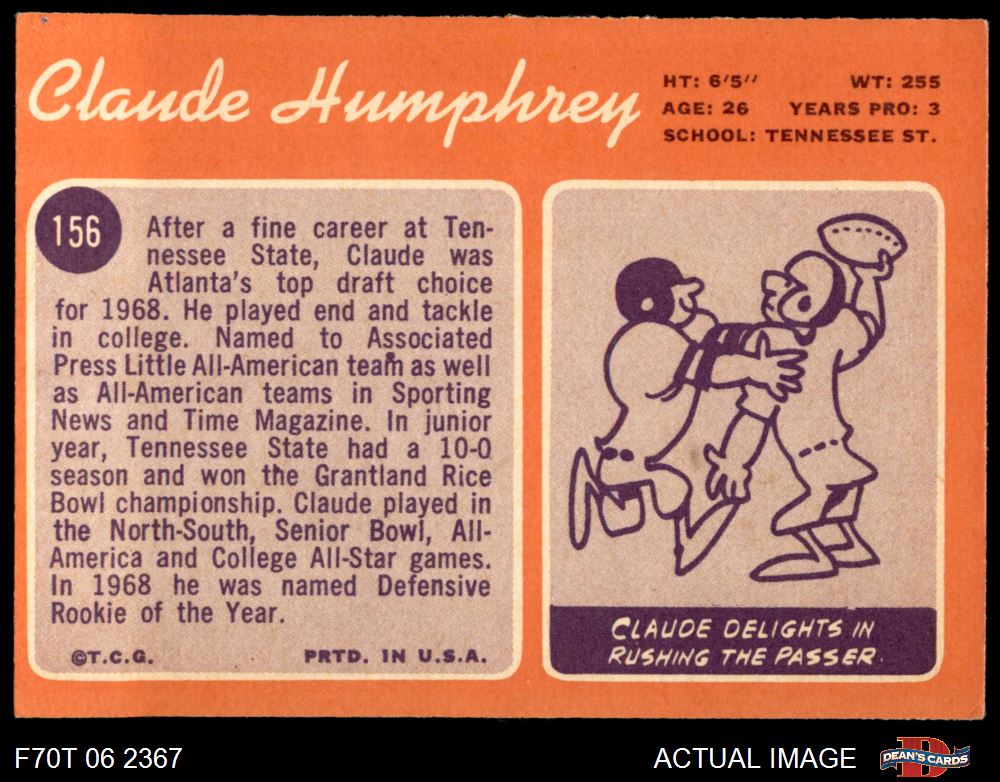 Claude Humphrey
HT: 6'5'' WT: 255
AGE: 26 YEARS PRO: 3
SCHOOL: TENNESSEE ST.
156
After a fine career at Ten-
nessee State, Claude was
Atlanta's top draft choice
for 1968. He played end and tackle
in college. Named to Associated
Press Little All-American team as well
as All-American teams in Sporting
News and Time Magazine. In junior
year, Tennessee State had a 10-0
season and won the Grantland Rice
Bowl championship. Claude played in
the North-South, Senior Bowl, All-
America and College All-Star games.
In 1968 he was named Defensive
Rookie of the Year.
©T.C.G. PRTD. IN U.S.A.
CLAUDE DELIGHTS IN
RUSHING THE PASSER.
F70T 06 2367 ACTUAL IMAGE
D
DEAN'S CARDS